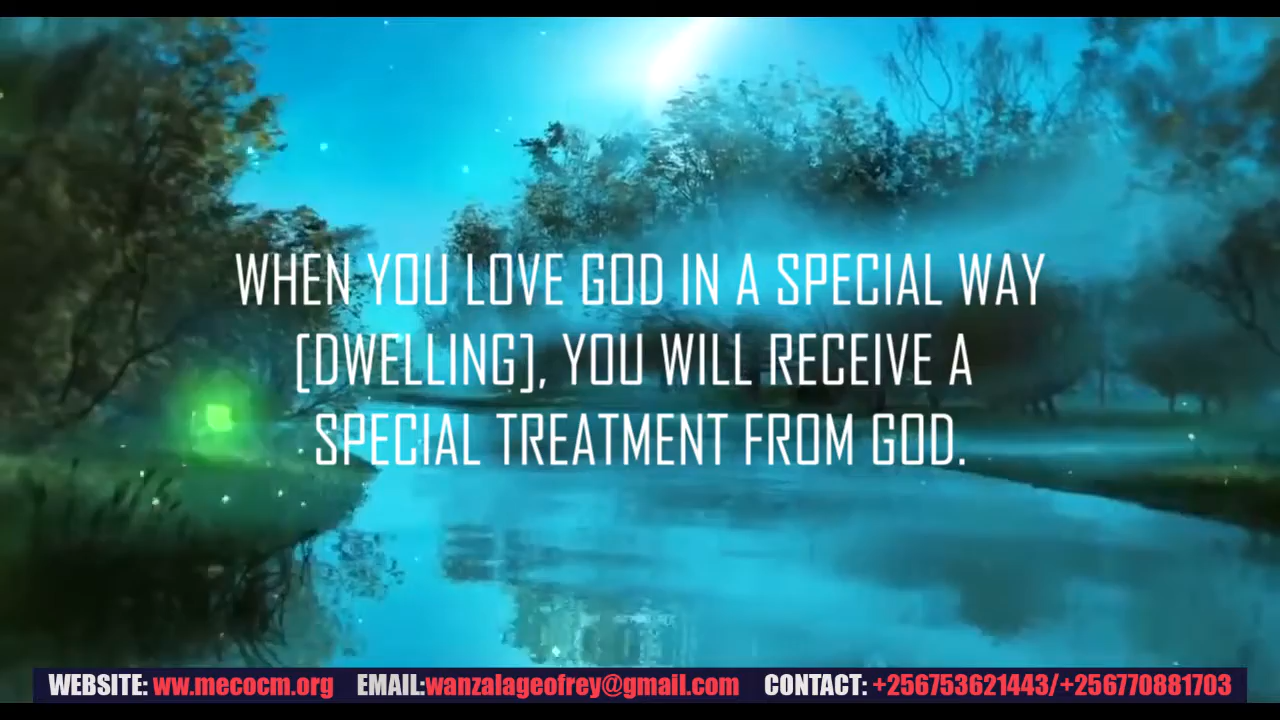 WHEN YOU LOVE GOD IN A SPECIAL WAY
[DWELLING], YOU WILL RECEIVE A
SPECIAL TREATMENT FROM GOD.
WEBSITE: ww.mecocm.org EMAIL:wanzalageofrey@gmail.com CONTACT: +256753621443/+256770881703